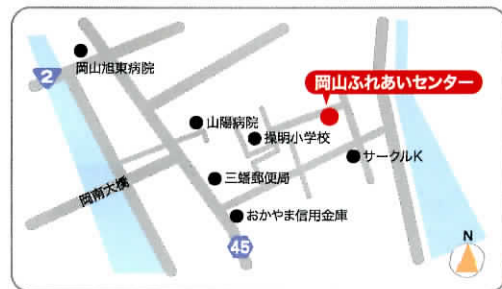 岡山旭東病院
2
岡山ふれあいセンター
山陽病院
操明小学校
サークルK
三蟠郵便局
岡南大橋
おかやま信用金庫
45
N